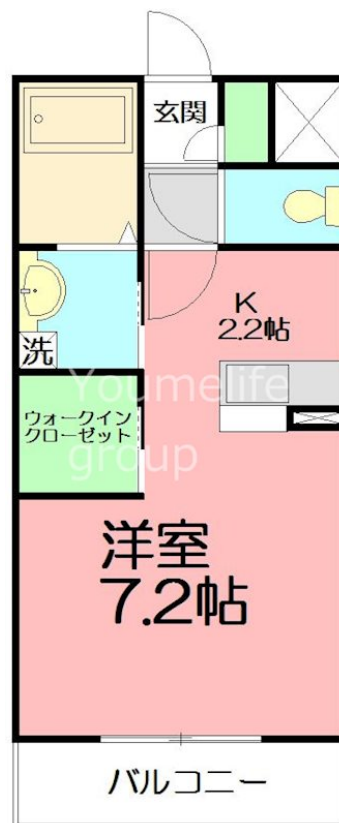 玄関
K
2.2帖
洗
Youmelife
group
ウォークイン
クローゼット
洋室
7.2帖
バルコニー